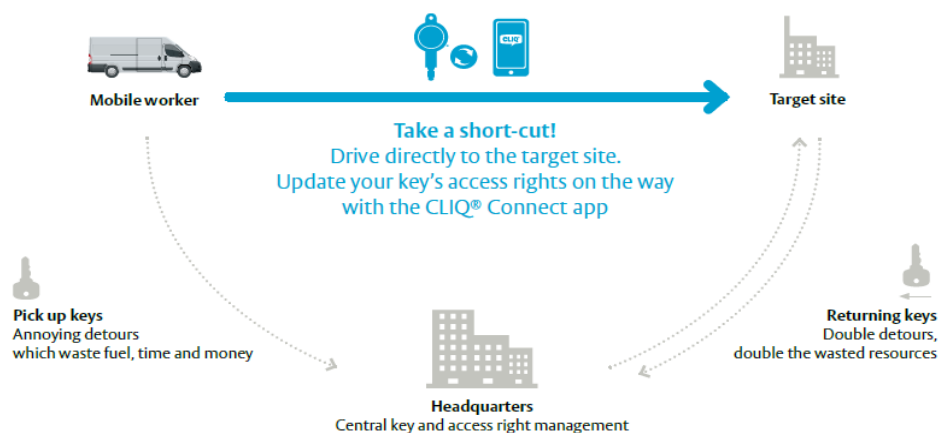 CLIQ
Mobile worker
Target site
Take a short-cut!
Drive directly to the target site.
Update your key's access rights on the way
with the CLIQ® Connect app
Pick up keys
Annoying detours
which waste fuel, time and money
Returning keys
Double detours,
double the wasted resources
Headquarters
Central key and access right management